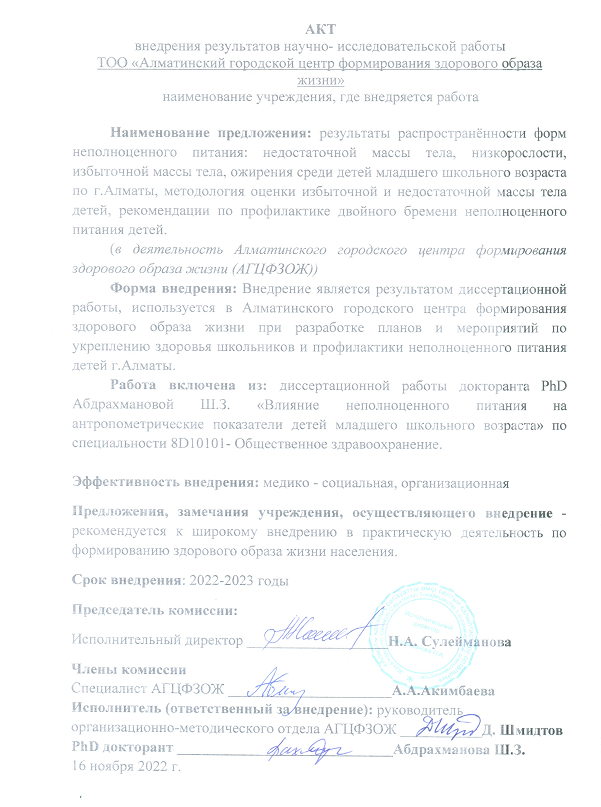 АКТ
внедрения результатов научно- исследовательской работы
ТОО «Алматинский городской центр формирования здорового образа
жизни»
наименование учреждения, где внедряется работа
Наименование предложения: результаты распространённости форм
неполноценного питания: недостаточной массы тела, низкорослости,
избыточной массы тела, ожирения среди детей младшего школьного возраста
по г.Алматы, методология оценки избыточной и недостаточной массы тела
детей, рекомендации по профилактике двойного бремени неполноценного
питания детей.
(в деятельность Алматинского городского центра формирования
здорового образа жизни (АГЦФЗОЖ))
Форма внедрения: Внедрение является результатом диссертационной
работы, используется в Алматинского городского центра формирования
здорового образа жизни при разработке планов и мероприятий по
укреплению здоровья школьников и профилактики неполноценного питания
детей г.Алматы.
Работа включена из: диссертационной работы докторанта PhD
Абдрахмановой Ш.З. «Влияние неполноценного питания на
антропометрические показатели детей младшего школьного возраста» по
специальности 8D10101- Общественное здравоохранение.
Эффективность внедрения: медико - социальная, организационная
Предложения, замечания учреждения, осуществляющего внедрение -
рекомендуется к широкому внедрению в практическую деятельность по
формированию здорового образа жизни населения.
Срок внедрения: 2022-2023 годы
Председатель комиссии:
Исполнительный директор Н.А. Сулейманова
Члены комиссии
Специалист АГЦФЗОЖ А.А.Акимбаева
Исполнитель (ответственный за внедрение): руководитель
организационно-методического отдела АГЦФЗОЖ Д. Шмидтов
PhD докторант Абдрахманова Ш.З.
16 ноября 2022 г.